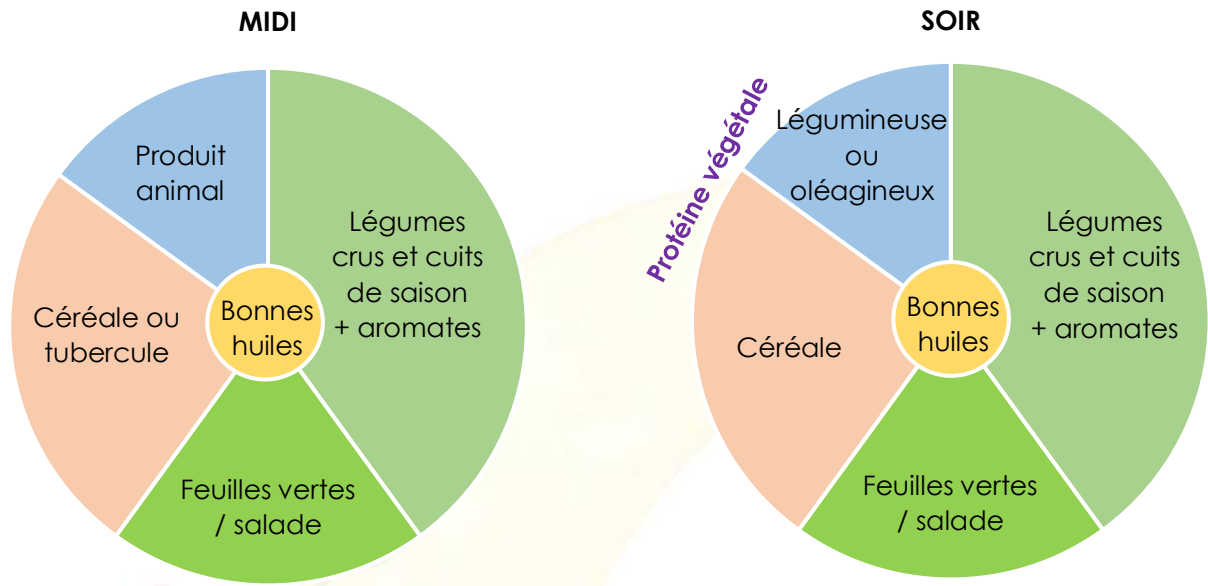 MIDI
Produit
animal
Légumes
crus et cuits
de saison
+ aromates
Céréale ou
tubercule
Bonnes
huiles
Feuilles vertes
/ salade
SOIR
Protéine végétale
Légumineuse
ou
oléagineux
Légumes
crus et cuits
de saison
+ aromates
Céréale
Bonnes
huiles
Feuilles vertes
/ salade